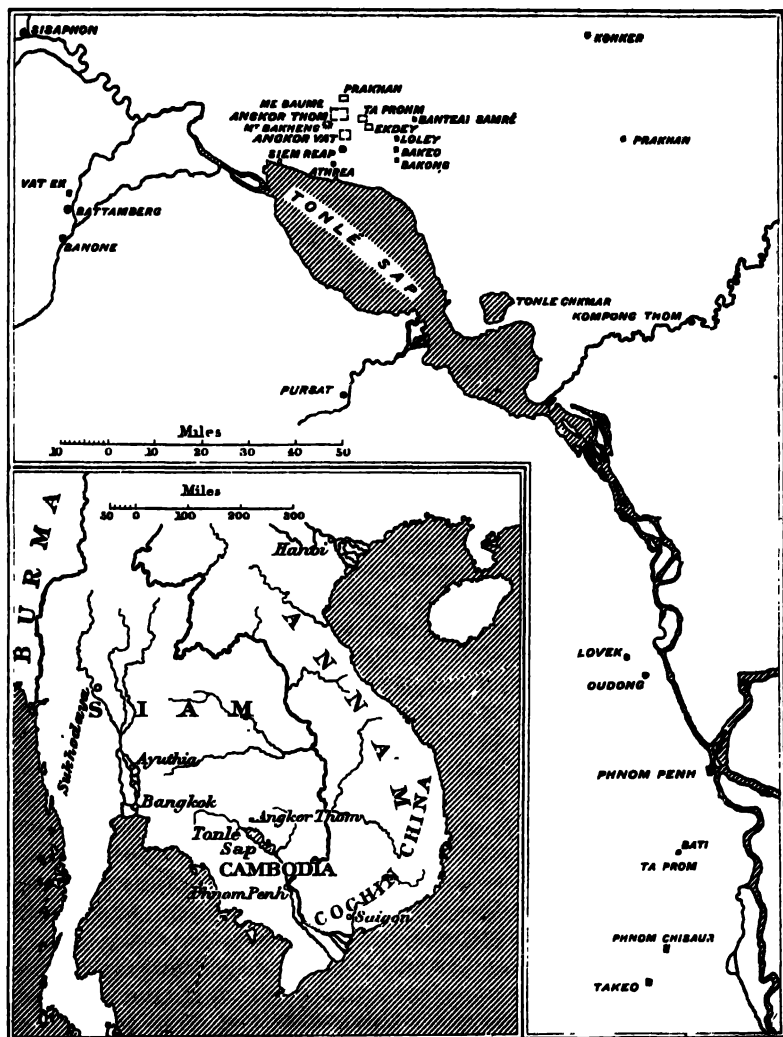 SISAPHON
KONKER
PRAKHAN
ME BAUME
ANGKOR THOM
TA PROHM
BANTEAI SAMRÉ
MT BAKHENG
EKDEY
ANGKOR VAT
LOLEY
PRAKHAN
SIEM REAP
BAKEO
BAKONG
ATHREA
VAT EK
BATTAMBERG
BANONE
TONLÉ SAP
TONLE CHKMAR
KOMPONG THOM
PURSAT
Miles
10 0 10 20 30 40 50
LOVEK
OUDONG
PHNOM PENH
BATI
TA PROM
PHNOM CHISAUR
TAKEO
Miles
50 0 100 200 300
BURMA
Hanoi
ANNAM
SIAM
Sukhodaya
Ayuthia
Bangkok
Angkor Thom
Tonle
Sap
CAMBODIA
Phnom Penh
COCHIN CHINA
Saigon